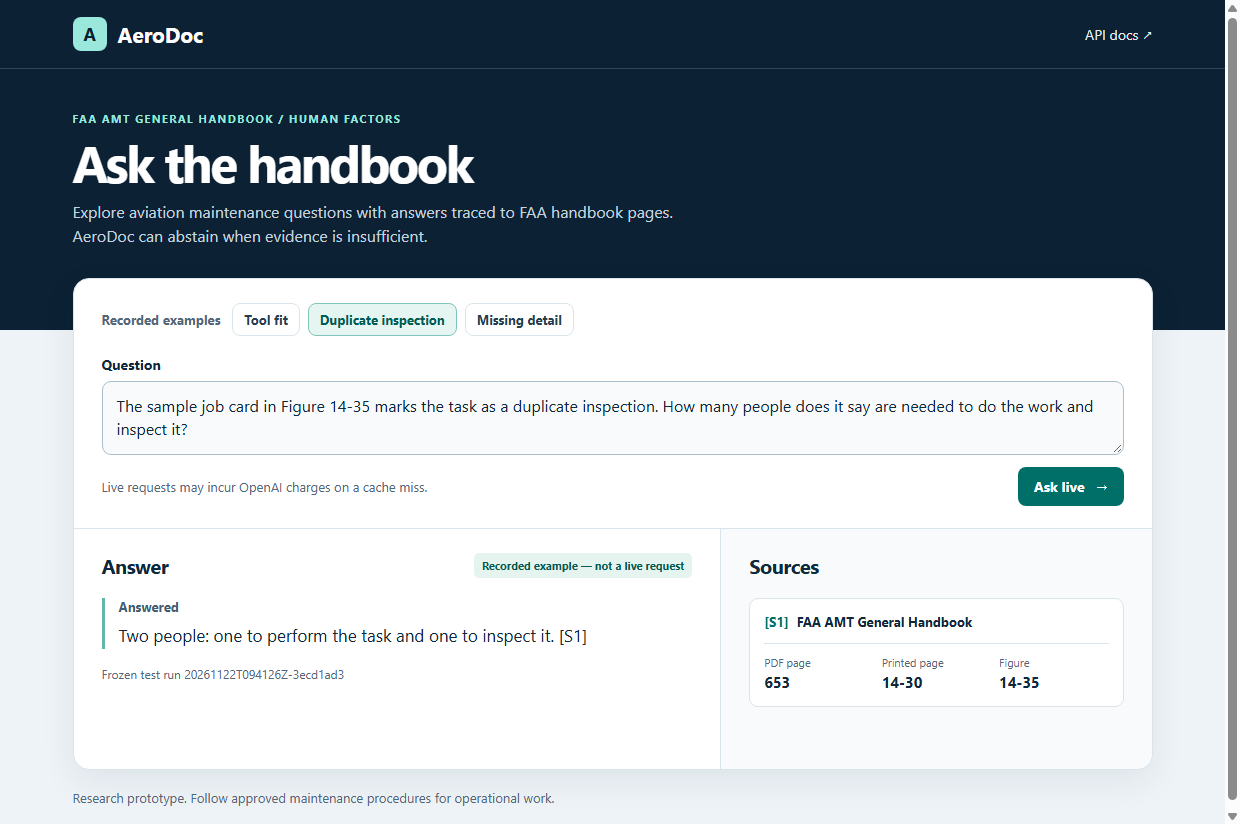 A AeroDoc
API docs ↗
FAA AMT GENERAL HANDBOOK / HUMAN FACTORS
Ask the handbook
Explore aviation maintenance questions with answers traced to FAA handbook pages.
AeroDoc can abstain when evidence is insufficient.
Recorded examples Tool fit Duplicate inspection Missing detail
Question
The sample job card in Figure 14-35 marks the task as a duplicate inspection. How many people does it say are needed to do the work and
inspect it?
Live requests may incur OpenAI charges on a cache miss.
Ask live →
Answer
Recorded example — not a live request
Answered
Two people: one to perform the task and one to inspect it. [S1]
Frozen test run 20261122T094126Z-3ecd1ad3
Sources
[S1] FAA AMT General Handbook
PDF page Printed page Figure
653 14-30 14-35
Research prototype. Follow approved maintenance procedures for operational work.